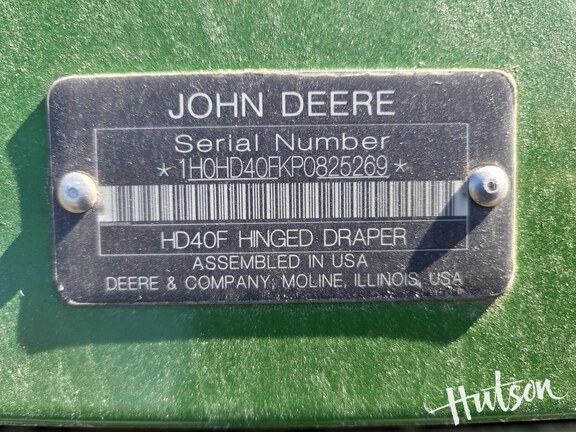 JOHN DEERE
Serial Number
*1H0HD40FKP0825269*
HD40F HINGED DRAPER
ASSEMBLED IN USA
DEERE & COMPANY, MOLINE, ILLINOIS, USA
Hutson